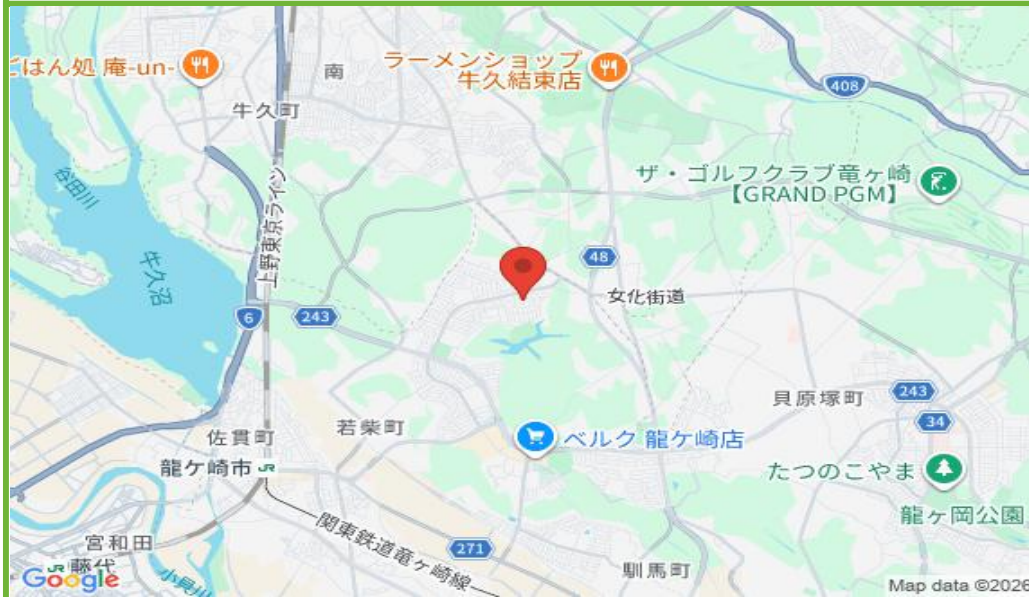 ごはん処 庵-un-
南
ラーメンショップ
牛久結束店
408
牛久町
谷田川
上野東京ライン
ザ・ゴルフクラブ竜ヶ崎
【GRAND PGM】
牛久沼
48
女化街道
6
243
貝原塚町
243
若柴町
34
佐貫町
ベルク 龍ケ崎店
龍ケ崎市 JR
たつのこやま
龍ヶ岡公園
関東鉄道竜ヶ崎線
宮和田
271
馴馬町
JR 藤代
小貝川
Google
Map data ©2026